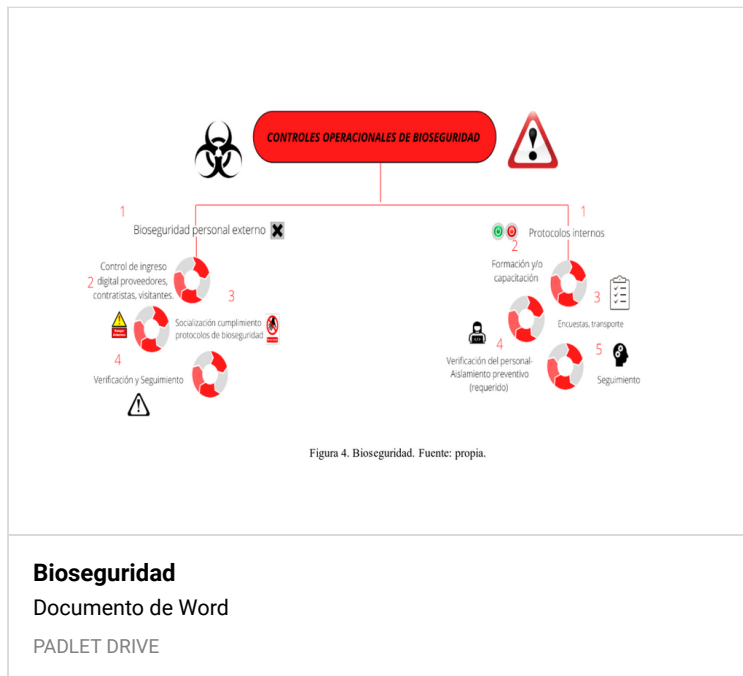 CONTROLES OPERACIONALES DE BIOSEGURIDAD
1
Bioseguridad personal externo
2
Control de ingreso
digital proveedores,
contratistas, visitantes.
3
Socialización cumplimiento
protocolos de bioseguridad
4
Verificación y Seguimiento
1
Protocolos internos
2
Formación y/o
capacitación
3
Encuestas, transporte
4
Verificación del personal-
Aislamiento preventivo
(requerido)
5
Seguimiento
Figura 4. Bioseguridad. Fuente: propia.
Bioseguridad
Documento de Word
PADLET DRIVE